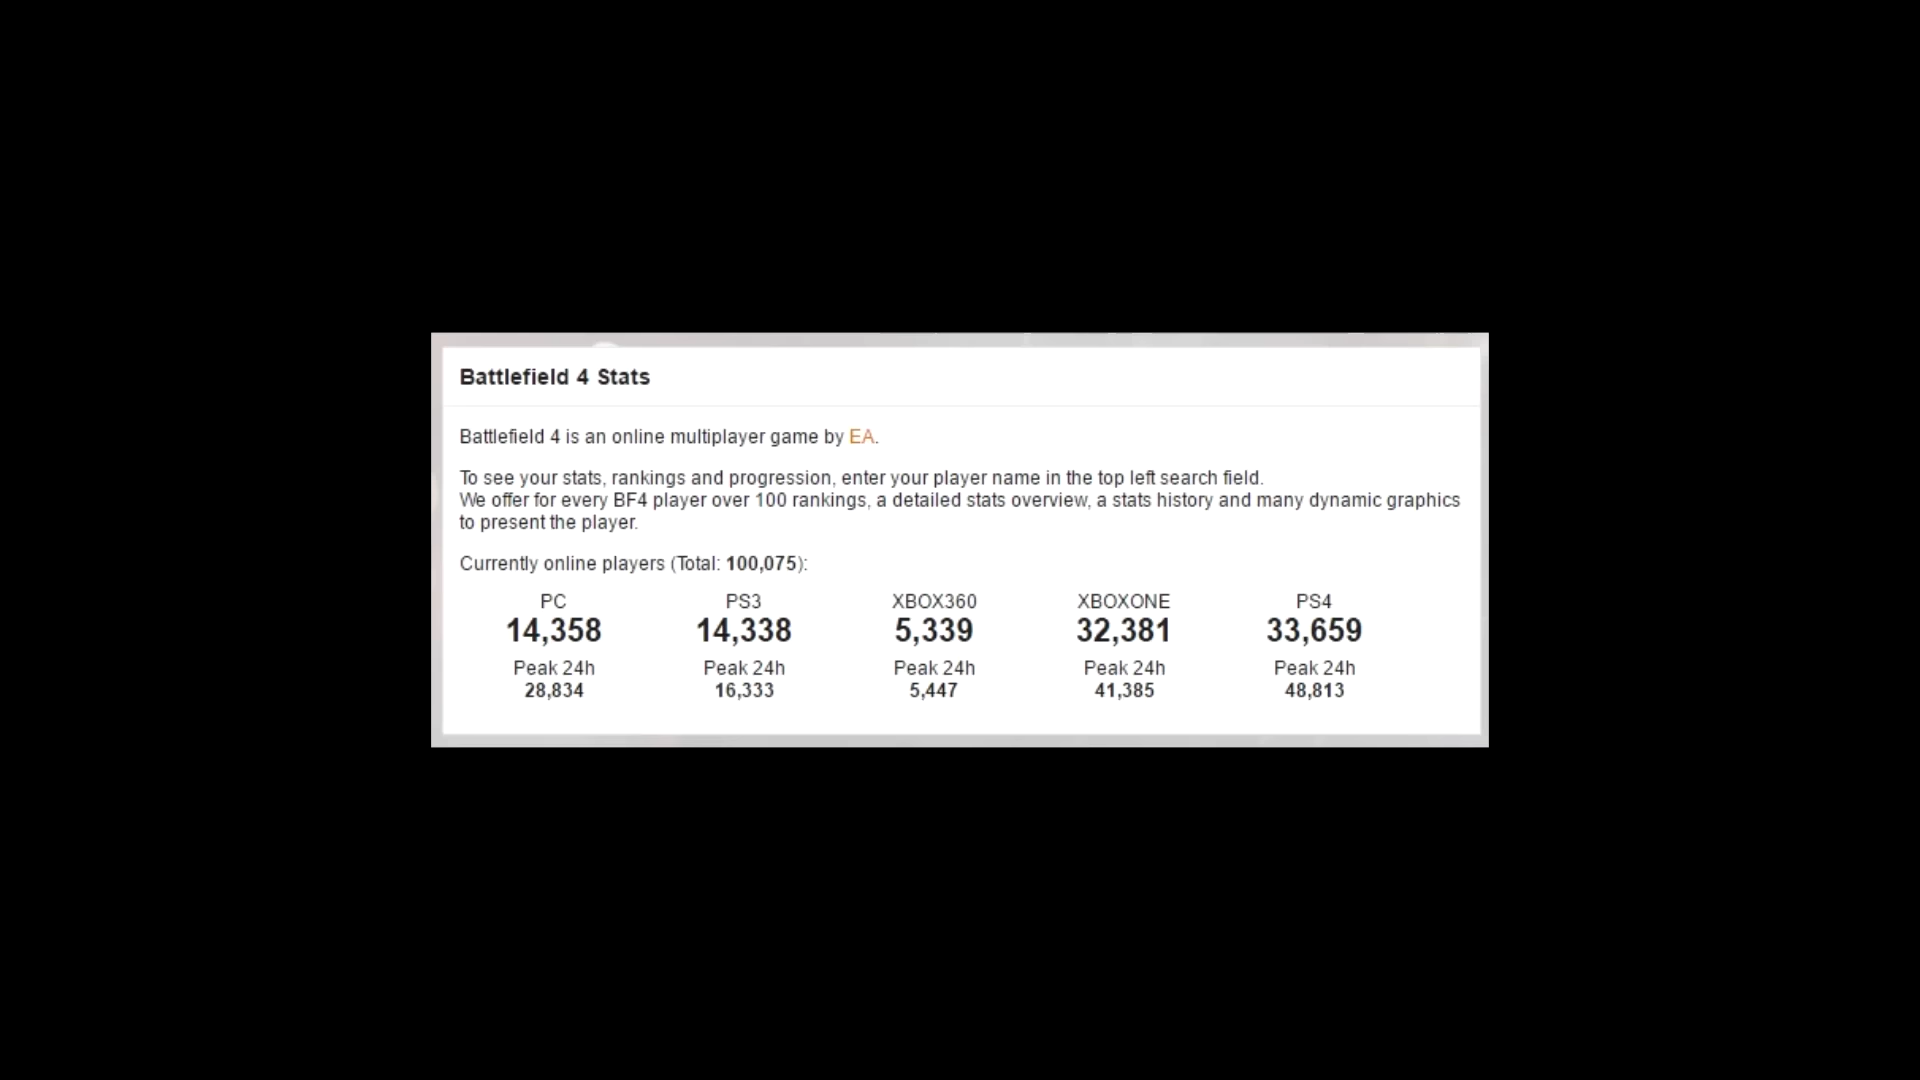 Battlefield 4 Stats
Battlefield 4 is an online multiplayer game by EA.
To see your stats, rankings and progression, enter your player name in the top left search field.
We offer for every BF4 player over 100 rankings, a detailed stats overview, a stats history and many dynamic graphics
to present the player.
Currently online players (Total: 100,075):
PC PS3 XBOX360 XBOXONE PS4
14,358 14,338 5,339 32,381 33,659
Peak 24h Peak 24h Peak 24h Peak 24h Peak 24h
28,834 16,333 5,447 41,385 48,813